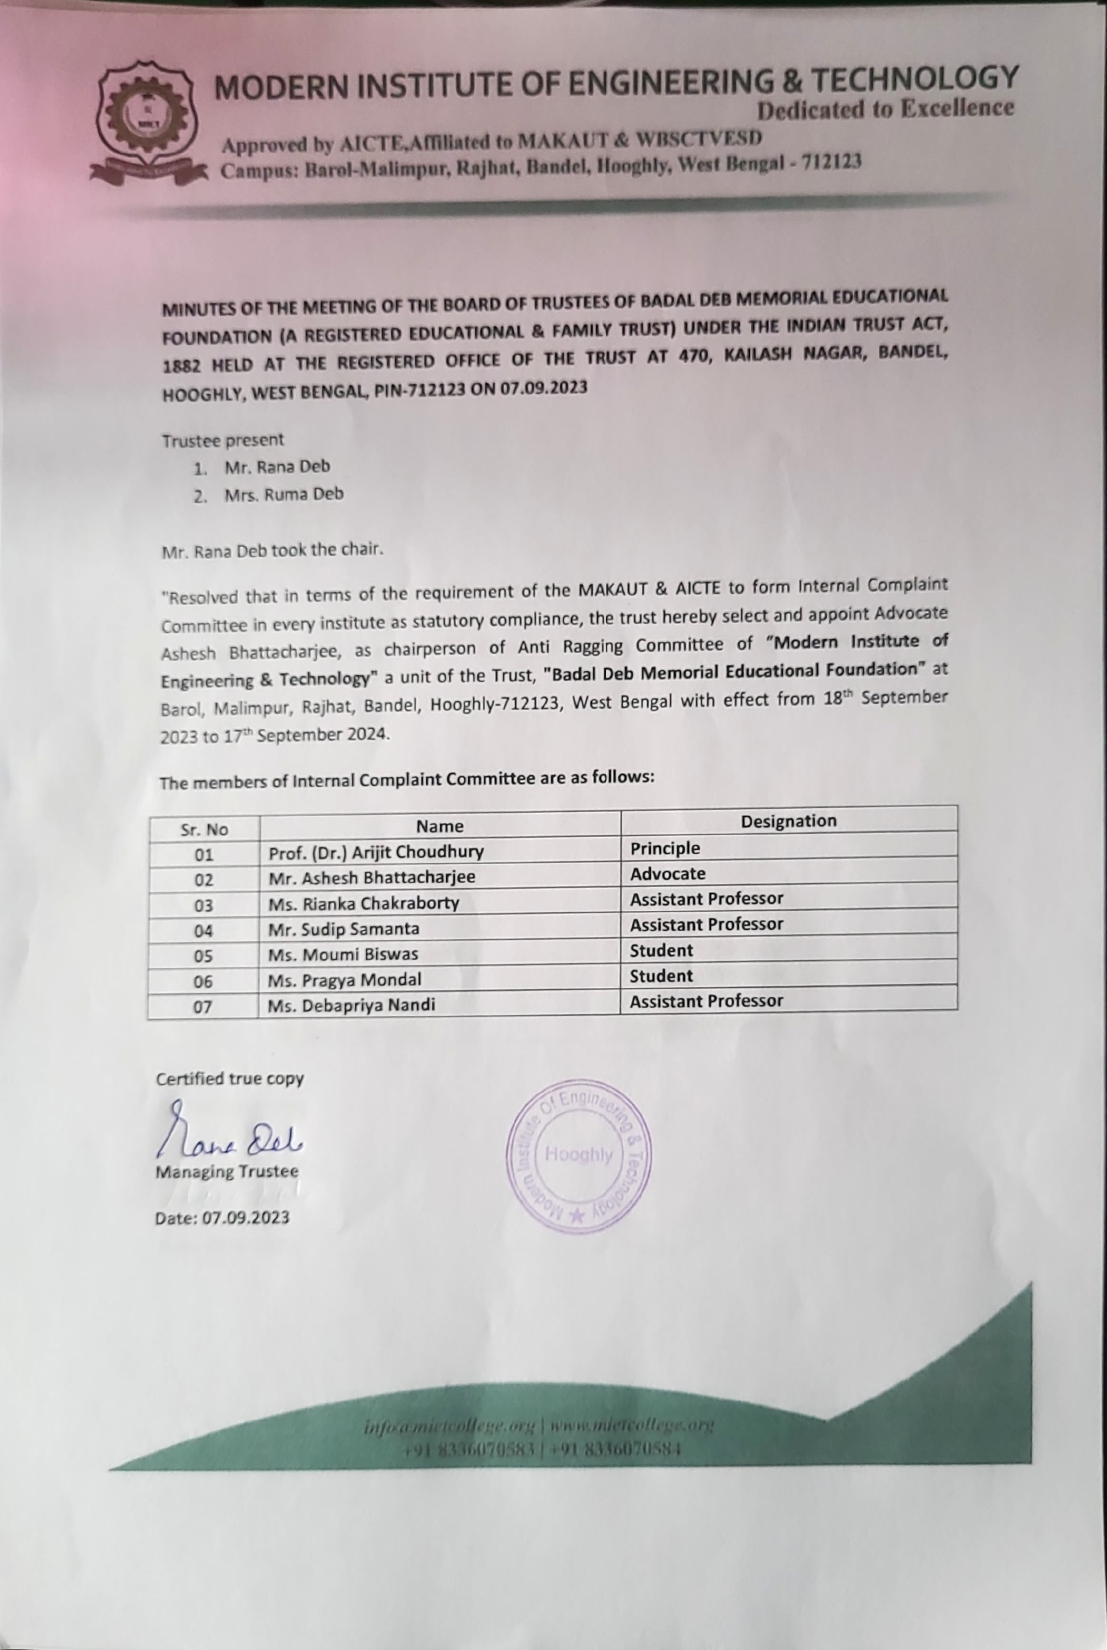 MIET
MODERN INSTITUTE OF ENGINEERING & TECHNOLOGY
Dedicated to Excellence
Approved by AICTE,Affiliated to MAKAUT & WBSCTVESD
Campus: Barol-Malimpur, Rajhat, Bandel, Hooghly, West Bengal - 712123
MINUTES OF THE MEETING OF THE BOARD OF TRUSTEES OF BADAL DEB MEMORIAL EDUCATIONAL
FOUNDATION (A REGISTERED EDUCATIONAL & FAMILY TRUST) UNDER THE INDIAN TRUST ACT,
1882 HELD AT THE REGISTERED OFFICE OF THE TRUST AT 470, KAILASH NAGAR, BANDEL,
HOOGHLY, WEST BENGAL, PIN-712123 ON 07.09.2023
Trustee present
1. Mr. Rana Deb
2. Mrs. Ruma Deb
Mr. Rana Deb took the chair.
"Resolved that in terms of the requirement of the MAKAUT & AICTE to form Internal Complaint
Committee in every institute as statutory compliance, the trust hereby select and appoint Advocate
Ashesh Bhattacharjee, as chairperson of Anti Ragging Committee of "Modern Institute of
Engineering & Technology" a unit of the Trust, "Badal Deb Memorial Educational Foundation" at
Barol, Malimpur, Rajhat, Bandel, Hooghly-712123, West Bengal with effect from 18th September
2023 to 17th September 2024.
The members of Internal Complaint Committee are as follows:
Sr. No Name Designation
01 Prof. (Dr.) Arijit Choudhury Principle
02 Mr. Ashesh Bhattacharjee Advocate
03 Ms. Rianka Chakraborty Assistant Professor
04 Mr. Sudip Samanta Assistant Professor
05 Ms. Moumi Biswas Student
06 Ms. Pragya Mondal Student
07 Ms. Debapriya Nandi Assistant Professor
Certified true copy
Rana Deb
Managing Trustee
Date: 07.09.2023
Modern Institute Of Engineering & Technology
Hooghly
info@mietcollege.org | www.mietcollege.org
+91 8336070583 | +91 8336070584